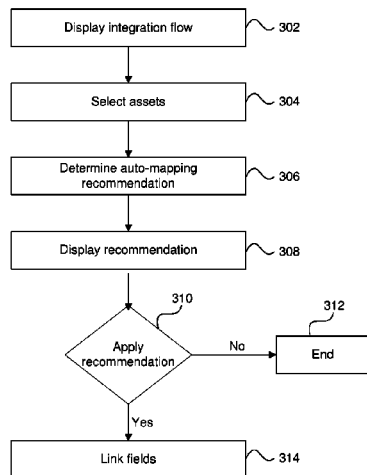 Display integration flow
302
Select assets
304
Determine auto-mapping
recommendation
306
Display recommendation
308
310
312
Apply
recommendation
No
End
Yes
Link fields
314